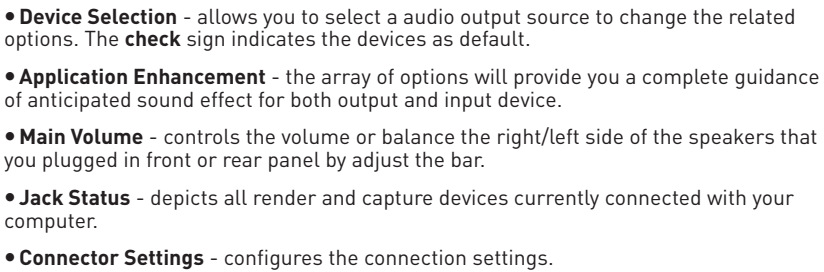 • Device Selection - allows you to select a audio output source to change the related
options. The check sign indicates the devices as default.
• Application Enhancement - the array of options will provide you a complete guidance
of anticipated sound effect for both output and input device.
• Main Volume - controls the volume or balance the right/left side of the speakers that
you plugged in front or rear panel by adjust the bar.
• Jack Status - depicts all render and capture devices currently connected with your
computer.
• Connector Settings - configures the connection settings.